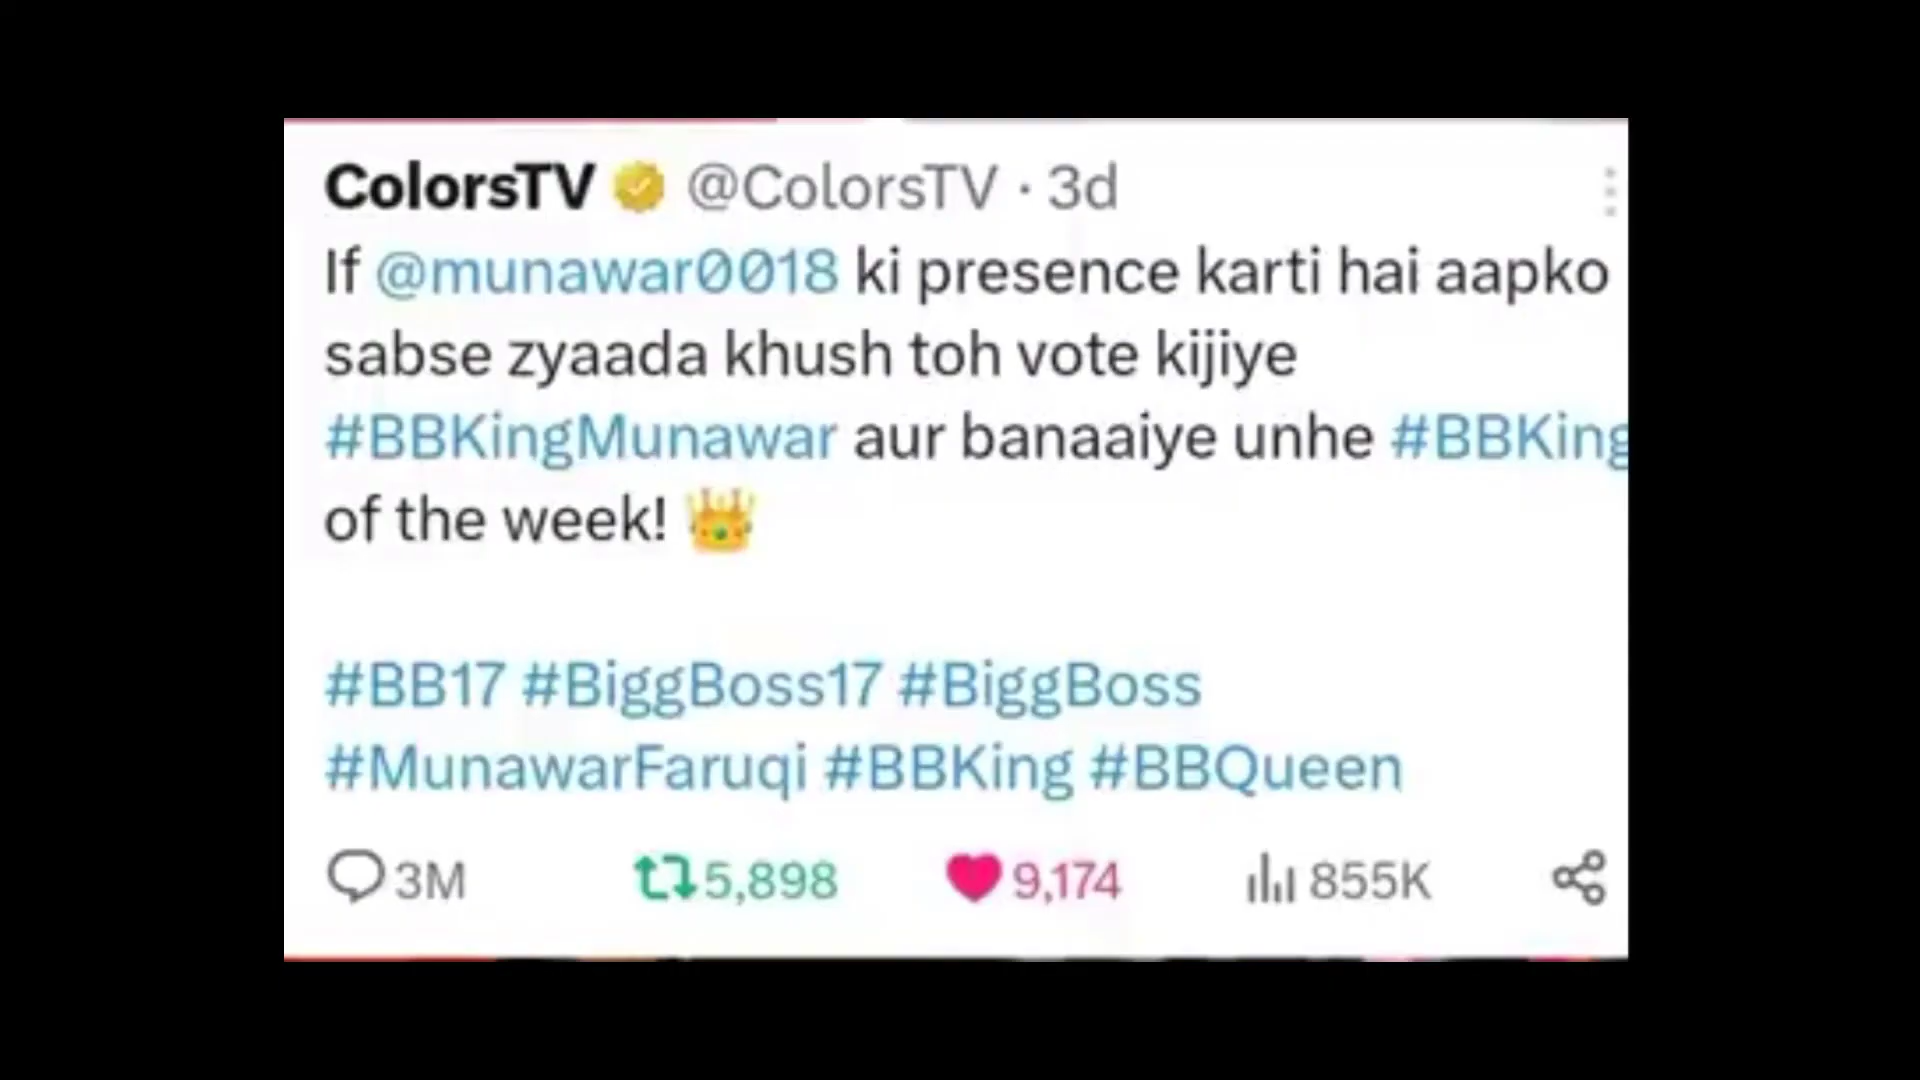 ColorsTV @ColorsTV · 3d
If @munawar0018 ki presence karti hai aapko
sabse zyaada khush toh vote kijiye
#BBKingMunawar aur banaaiye unhe #BBKing
of the week! 👑
#BB17 #BiggBoss17 #BiggBoss
#MunawarFaruqi #BBKing #BBQueen
3M 5,898 9,174 855K